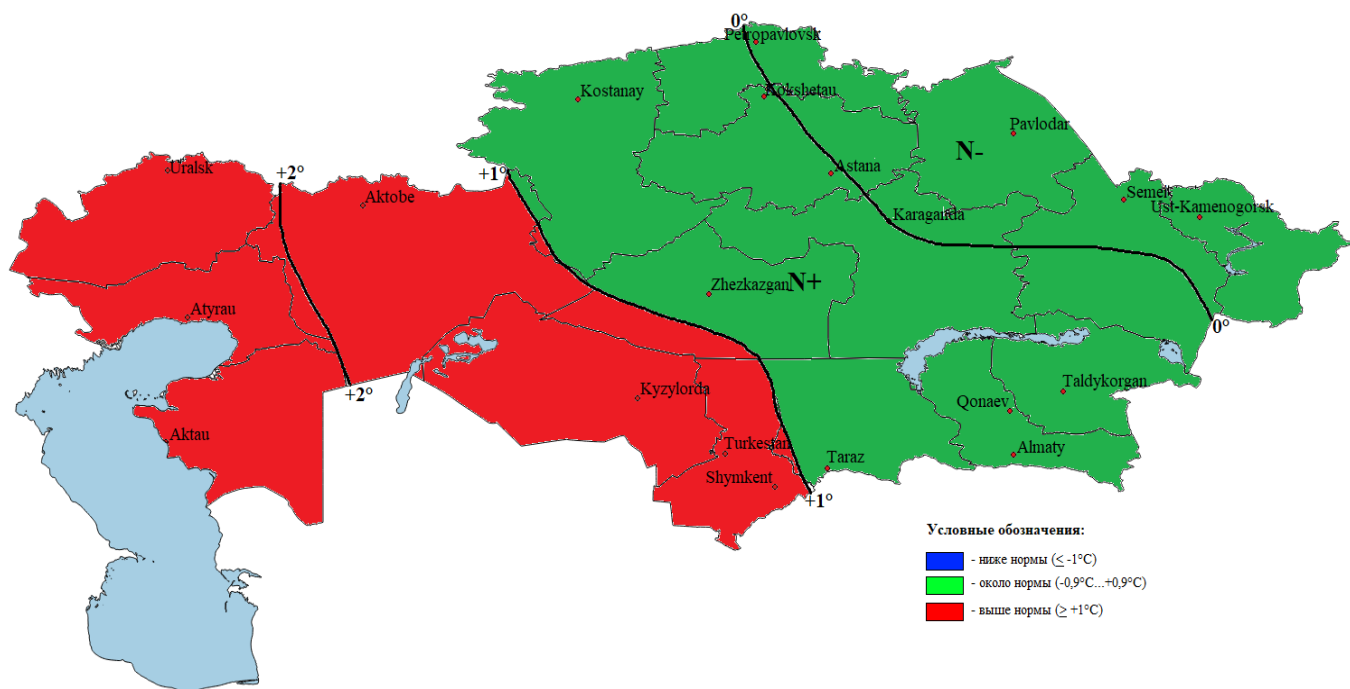 0°
Petropavlovsk
Kostanay
Kokshetau
Pavlodar
N-
Uralsk
+2°
+1°
Astana
Aktobe
Semei
Ust-Kamenogorsk
Karaganda
Zhezkazgan
N+
Atyrau
0°
+2°
Kyzylorda
Taldykorgan
Qonaev
Aktau
Turkestan
Taraz
Almaty
Shymkent
+1°
Условные обозначения:
- ниже нормы (≤ -1°C)
- около нормы (-0,9°C...+0,9°C)
- выше нормы (≥ +1°C)